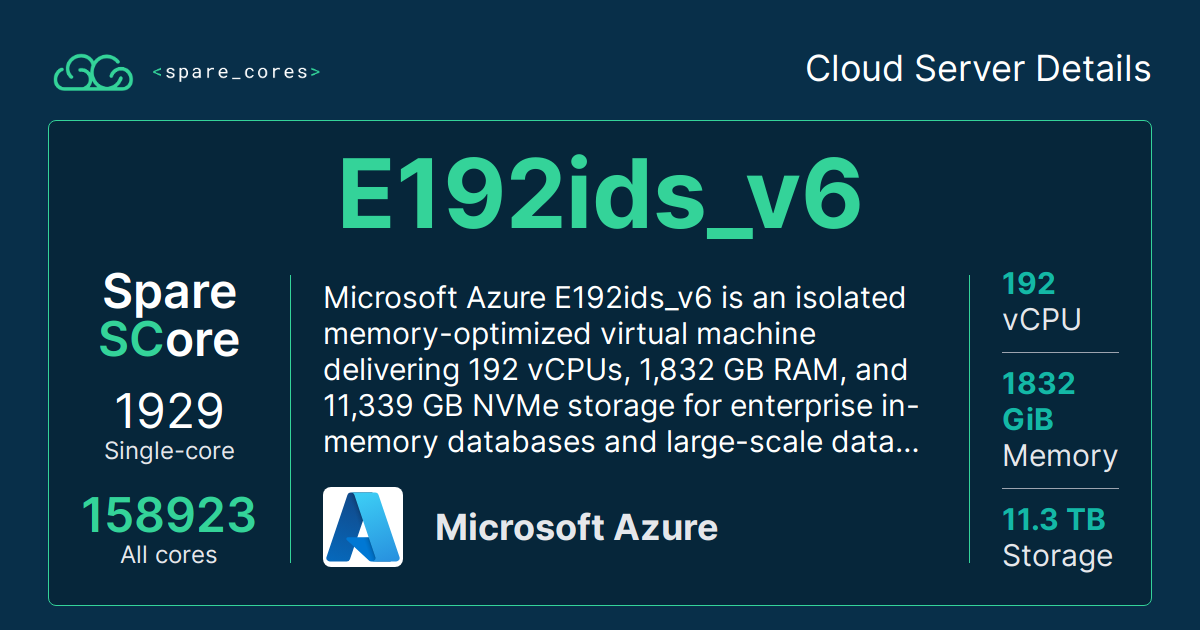 <spare_cores>
Cloud Server Details
E192ids_v6
Spare
SCore
1929
Single-core
158923
All cores
Microsoft Azure E192ids_v6 is an isolated
memory-optimized virtual machine
delivering 192 vCPUs, 1,832 GB RAM, and
11,339 GB NVMe storage for enterprise in-
memory databases and large-scale data...
Microsoft Azure
192
vCPU
1832
GiB
Memory
11.3 TB
Storage